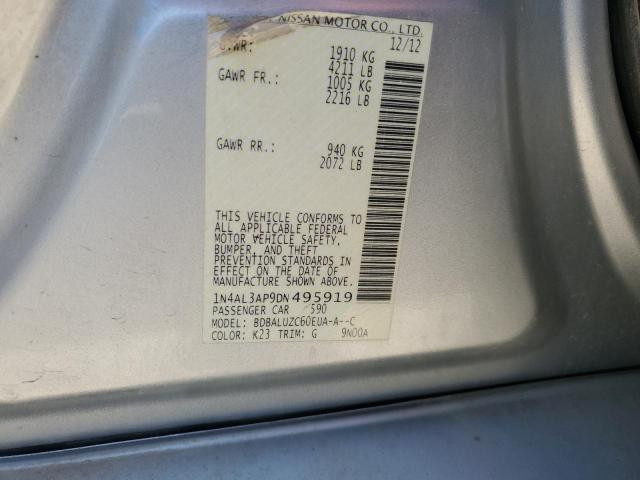 NISSAN MOTOR CO., LTD.
12/12
GVWR: 1910 KG
4211 LB
GAWR FR.: 1005 KG
2216 LB
GAWR RR.: 940 KG
2072 LB
THIS VEHICLE CONFORMS TO
ALL APPLICABLE FEDERAL
MOTOR VEHICLE SAFETY,
BUMPER, AND THEFT
PREVENTION STANDARDS IN
EFFECT ON THE DATE OF
MANUFACTURE SHOWN ABOVE.
1N4AL3AP9DN495919
PASSENGER CAR 590
MODEL: BDBALUZC60EUA-A--C
COLOR: K23 TRIM: G 9N00A